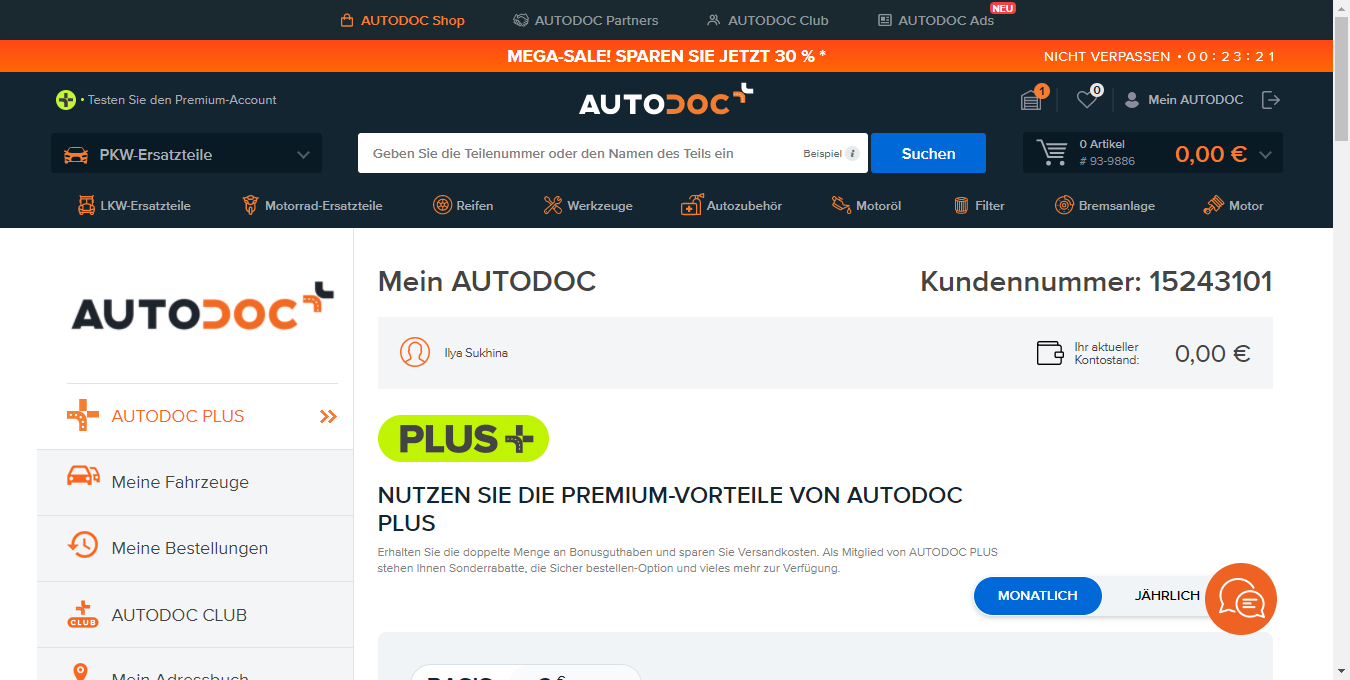 AUTODOC Shop
AUTODOC Partners
AUTODOC Club
AUTODOC Ads
NEU
MEGA-SALE! SPAREN SIE JETZT 30 % *
NICHT VERPASSEN • 00:23:21
• Testen Sie den Premium-Account
AUTODOC
1
0
Mein AUTODOC
PKW-Ersatzteile
Geben Sie die Teilenummer oder den Namen des Teils ein
Beispiel i
Suchen
0 Artikel
# 93-9886
0,00 €
LKW-Ersatzteile
Motorrad-Ersatzteile
Reifen
Werkzeuge
Autozubehör
Motoröl
Filter
Bremsanlage
Motor
AUTODOC
AUTODOC PLUS
Meine Fahrzeuge
Meine Bestellungen
CLUB
AUTODOC CLUB
Mein Adressbuch
Mein AUTODOC
Kundennummer: 15243101
Ilya Sukhina
Ihr aktueller
Kontostand:
0,00 €
PLUS
NUTZEN SIE DIE PREMIUM-VORTEILE VON AUTODOC
PLUS
Erhalten Sie die doppelte Menge an Bonusguthaben und sparen Sie Versandkosten. Als Mitglied von AUTODOC PLUS
stehen Ihnen Sonderrabatte, die Sicher bestellen-Option und vieles mehr zur Verfügung.
MONATLICH
JÄHRLICH
BASIC
0 €